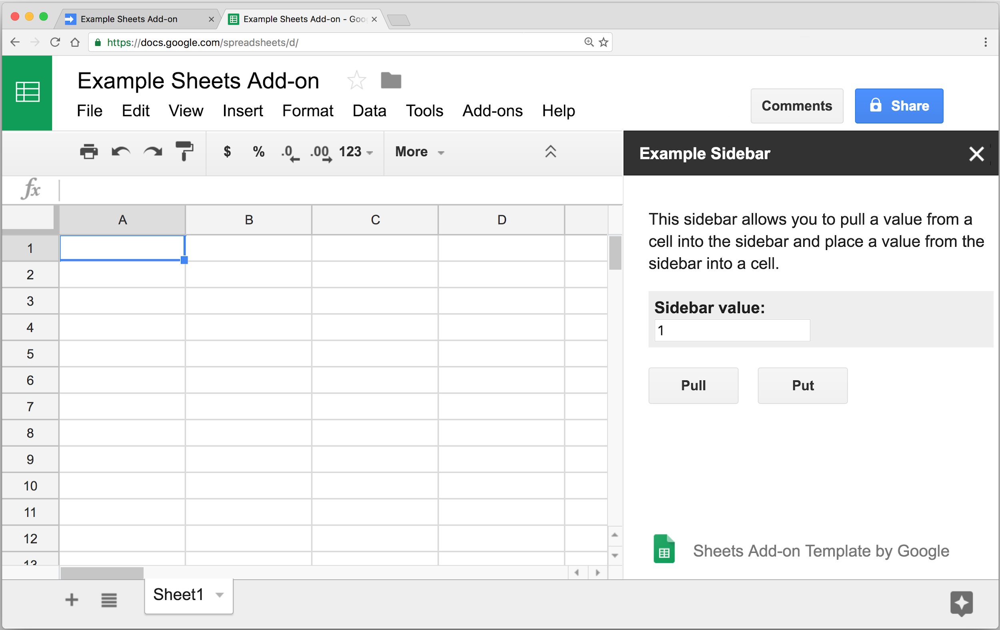 Example Sheets Add-on
Example Sheets Add-on - Goo
https://docs.google.com/spreadsheets/d/
Example Sheets Add-on
File Edit View Insert Format Data Tools Add-ons Help
Comments
Share
$ % .0 .00 123 More
Example Sidebar
fx
A B C D
1
2
3
4
5
6
7
8
9
10
11
12
13
This sidebar allows you to pull a value from a
cell into the sidebar and place a value from the
sidebar into a cell.
Sidebar value:
1
Pull Put
Sheets Add-on Template by Google
Sheet1